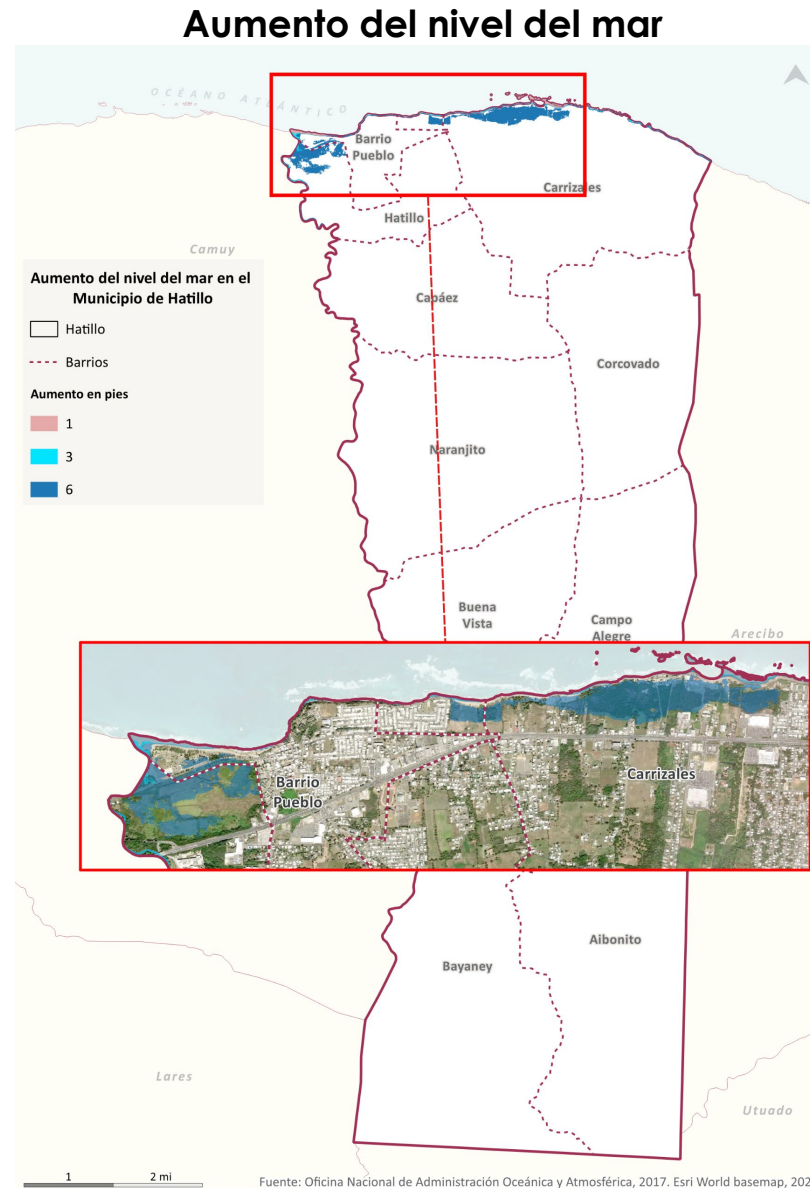 Aumento del nivel del mar
OCÉANO ATLÁNTICO
Barrio
Pueblo
Carrizales
Hatillo
Camuy
Aumento del nivel del mar en el
Municipio de Hatillo
Hatillo
Barrios
Aumento en pies
1
3
6
Capáez
Corcovado
Naranjito
Buena
Vista
Campo
Alegre
Arecibo
Barrio
Pueblo
Carrizales
Bayaney
Aibonito
Lares
Utuado
1
2 mi
Fuente: Oficina Nacional de Administración Oceánica y Atmosférica, 2017. Esri World basemap,